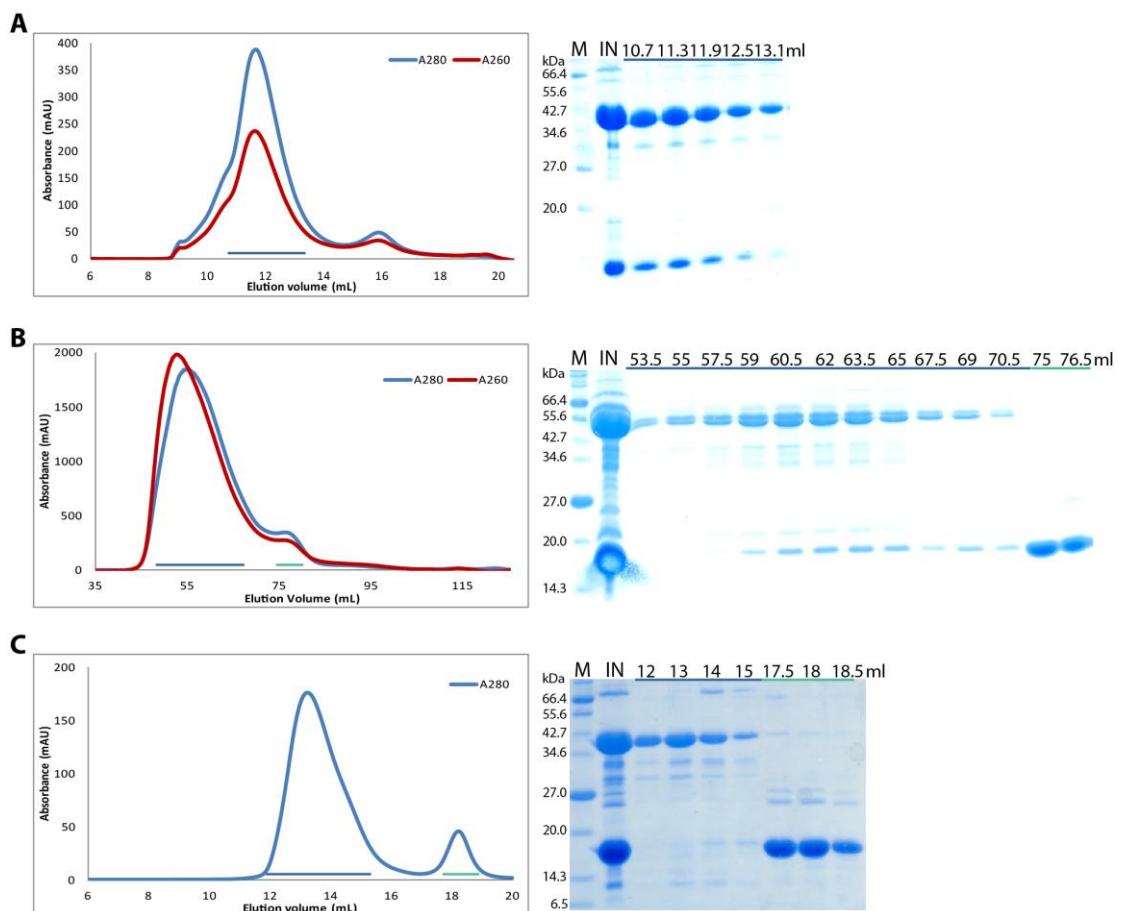 A
400
350
300
250
200
150
100
50
0
Absorbance (mAU)
A280 A260
6 8 10 12 14 16 18 20
Elution volume (mL)
M IN 10.7 11.3 11.9 12.5 13.1 ml
kDa
66.4
55.6
42.7
34.6
27.0
20.0
B
2000
1500
1000
500
0
Absorbance (mAU)
A280 A260
35 55 75 95 115
Elution Volume (mL)
M IN 53.5 55 57.5 59 60.5 62 63.5 65 67.5 69 70.5 75 76.5 ml
kDa
66.4
55.6
42.7
34.6
27.0
20.0
14.3
C
200
150
100
50
0
Absorbance (mAU)
A280
6 8 10 12 14 16 18 20
Elution volume (mL)
M IN 12 13 14 15 17.5 18 18.5 ml
kDa
66.4
55.6
42.7
34.6
27.0
20.0
14.3
6.5